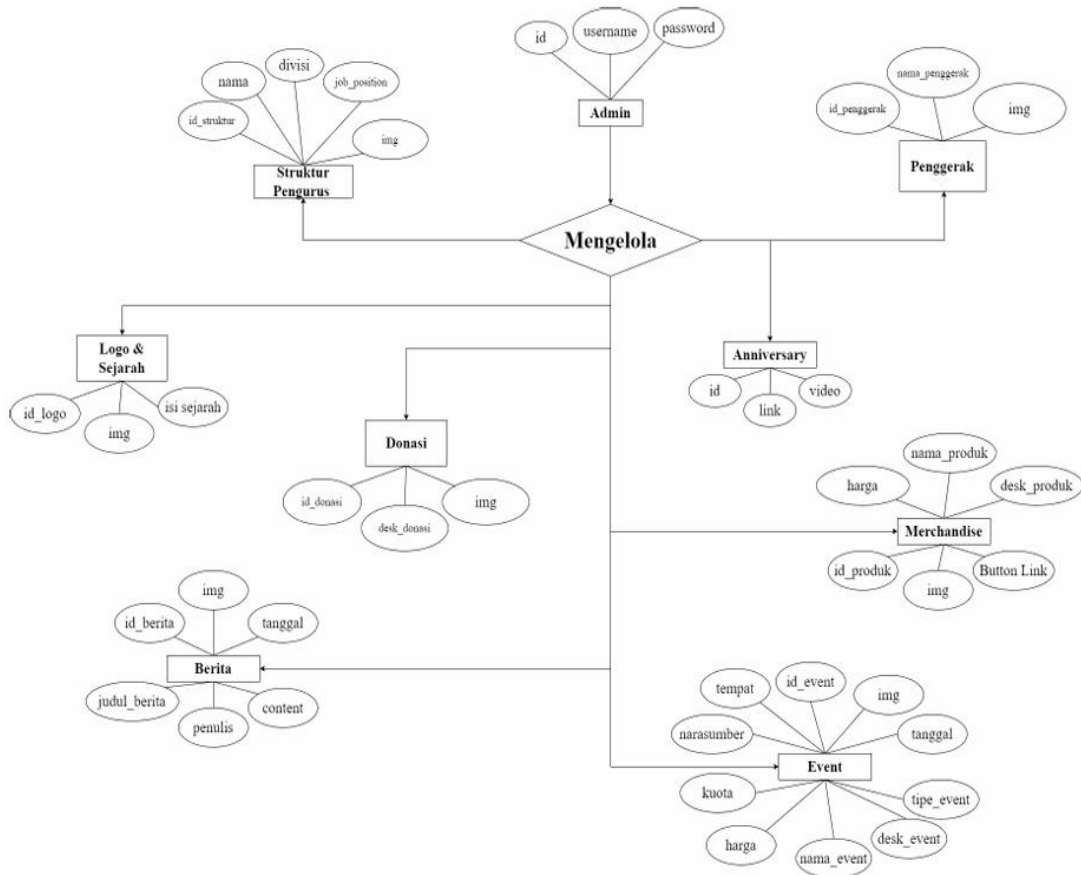 id
username
password
Admin
nama
divisi
job_position
id_struktur
img
Struktur
Pengurus
nama_penggerak
id_penggerak
img
Penggerak
Mengelola
Logo &
Sejarah
id_logo
img
isi sejarah
Anniversary
id
link
video
Donasi
id_donasi
desk_donasi
img
nama_produk
harga
desk_produk
Merchandise
id_produk
img
Button Link
img
id_berita
tanggal
Berita
judul_berita
penulis
content
tempat
id_event
img
narasumber
tanggal
Event
kuota
tipe_event
harga
nama_event
desk_event